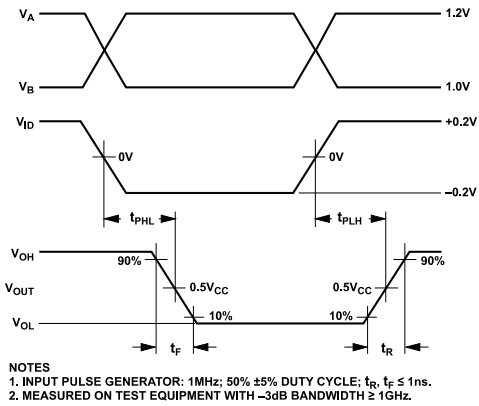 VA 1.2V
VB 1.0V
VID +0.2V
0V 0V
–0.2V
tPHL tPLH
VOH 90% 90%
VOUT 0.5VCC 0.5VCC
VOL 10% 10%
tF tR
NOTES
1. INPUT PULSE GENERATOR: 1MHz; 50% ±5% DUTY CYCLE; tR, tF ≤ 1ns.
2. MEASURED ON TEST EQUIPMENT WITH –3dB BANDWIDTH ≥ 1GHz.